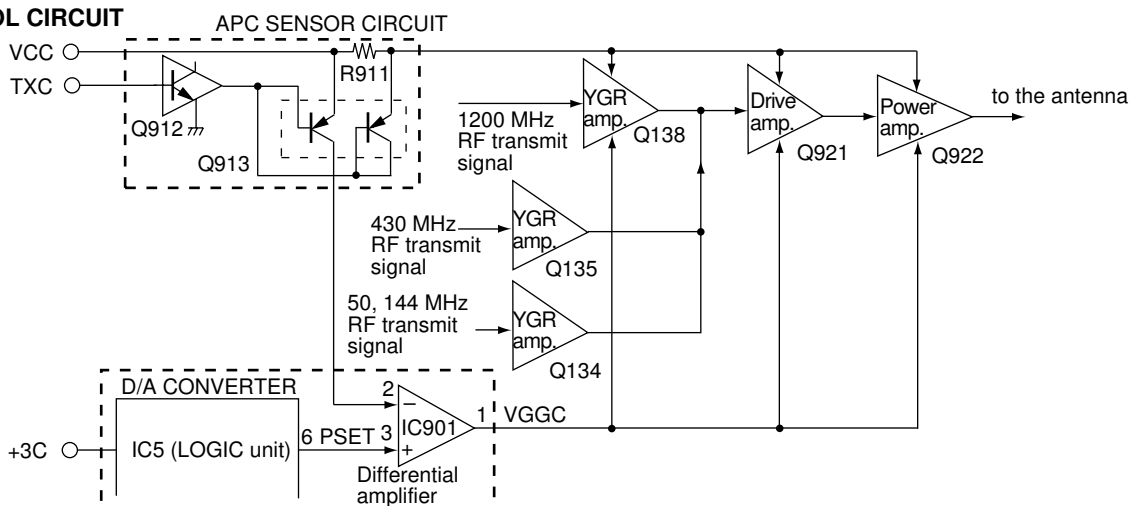 OL CIRCUIT
APC SENSOR CIRCUIT
VCC
TXC
R911
Q912
Q913
YGR
amp.
Q138
1200 MHz
RF transmit
signal
Drive
amp.
Q921
Power
amp.
Q922
to the antenna
430 MHz
RF transmit
signal
YGR
amp.
Q135
50, 144 MHz
RF transmit
signal
YGR
amp.
Q134
D/A CONVERTER
+3C
IC5 (LOGIC unit)
6 PSET 3
2
–
IC901
+
1 VGGC
Differential
amplifier